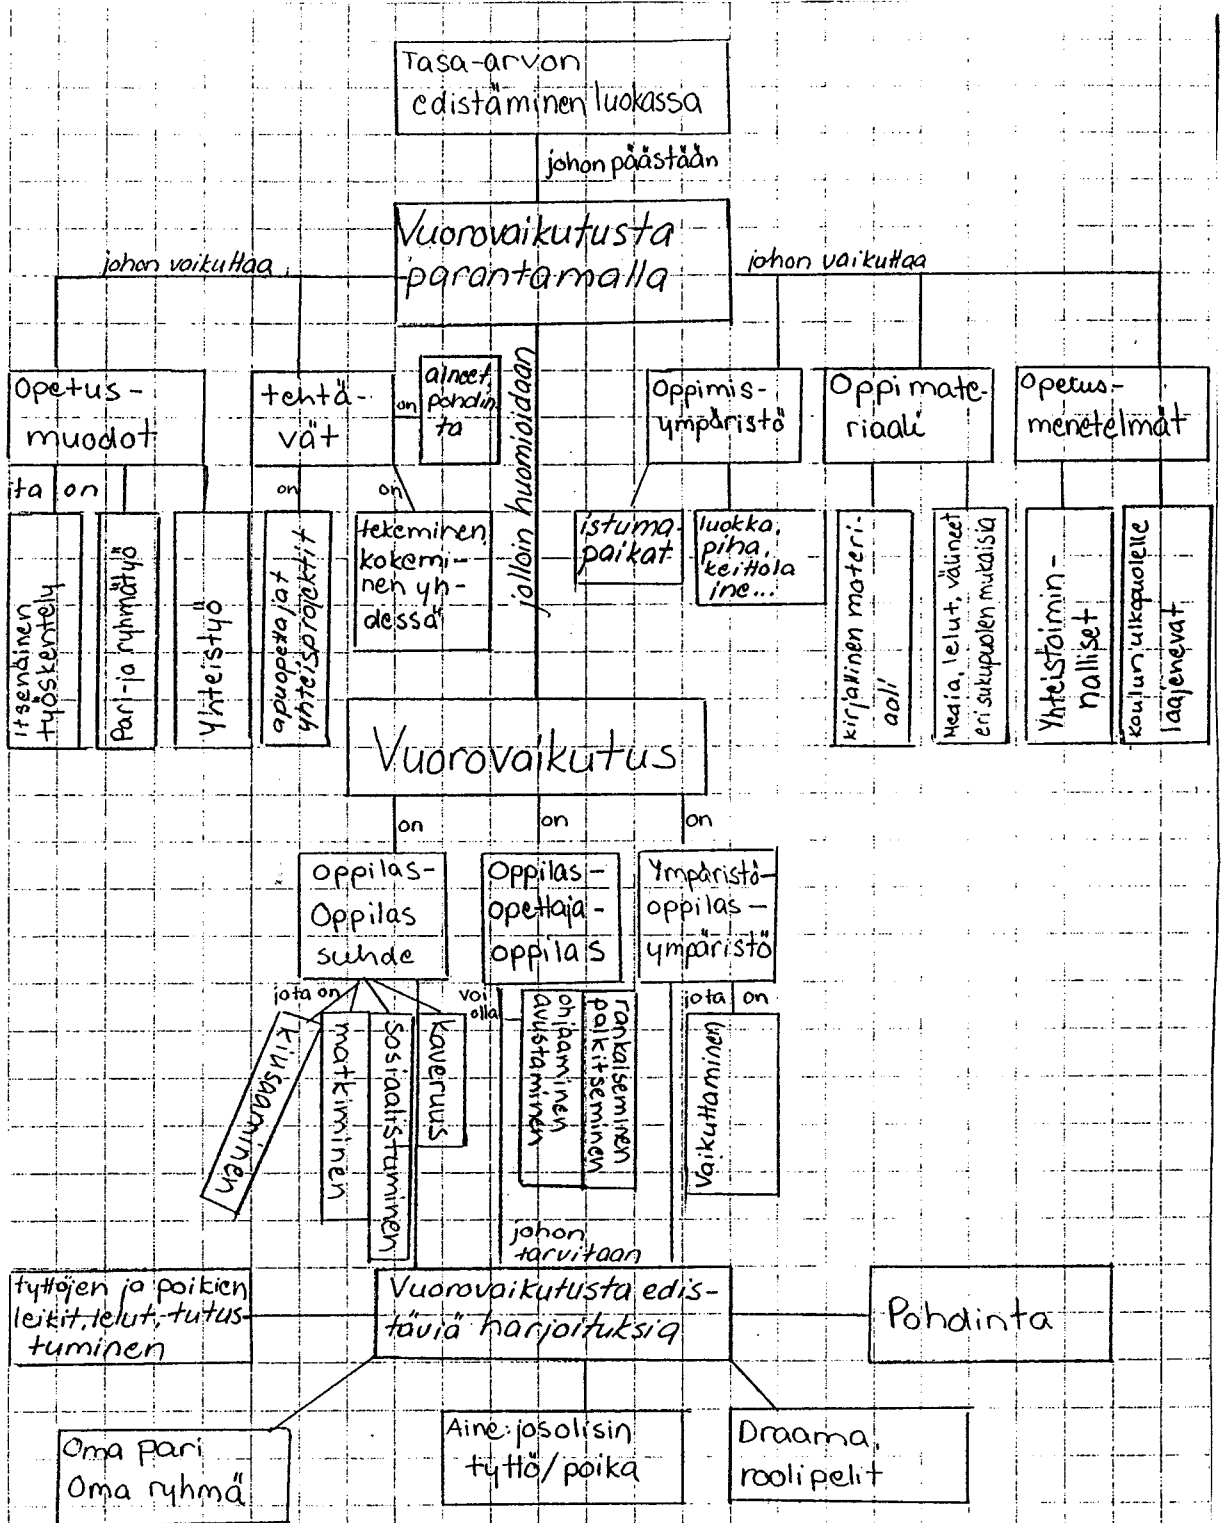 Tasa-arvon
edistäminen luokassa
johon päästään
Vuorovaikutusta
parantamalla
johon vaikuttaa
johon vaikuttaa
Opetus-
muodot
tehtä-
vät
on
aineet,
pohdin
ta
jolloin huomioidaan
Oppimis-
ympäristö
Oppimate-
riaali
Opetus-
menetelmät
ita on
on
on
Itsenäinen
työskentely
Pari-ja ryhmätyö
Yhteistyö
apuopettajat
yhteisprojektit
tekeminen,
kokemi-
nen yh-
dessä
istuma-
paikat
luokka,
piha,
keittola
ine...
kirjallinen materi-
aali
Media, lelut, välineet
eri sukupuolen mukaisia
Yhteistoimin-
nalliset
koulun ulkopuolelle
laajenevat
Vuorovaikutus
on
on
on
oppilas-
Oppilas
suhde
Oppilas-
opettaja-
oppilas
Ympäristö-
oppilas-
ympäristö
jota on
voi
olla
jota on
kiusaaminen
matkiminen
sosiaalistuminen
kaveruus
ohjaaminen
avustaminen
rankaiseminen
palkitseminen
Vaikuttaminen
johon
tarvitaan
tyttöjen ja poikien
leikit, lelut, tutus-
tuminen
Vuorovaikutusta edis-
täviä harjoituksia
Pohdinta
Oma pari
Oma ryhmä
Aine: jos olisin
tyttö/poika
Draama,
roolipelit